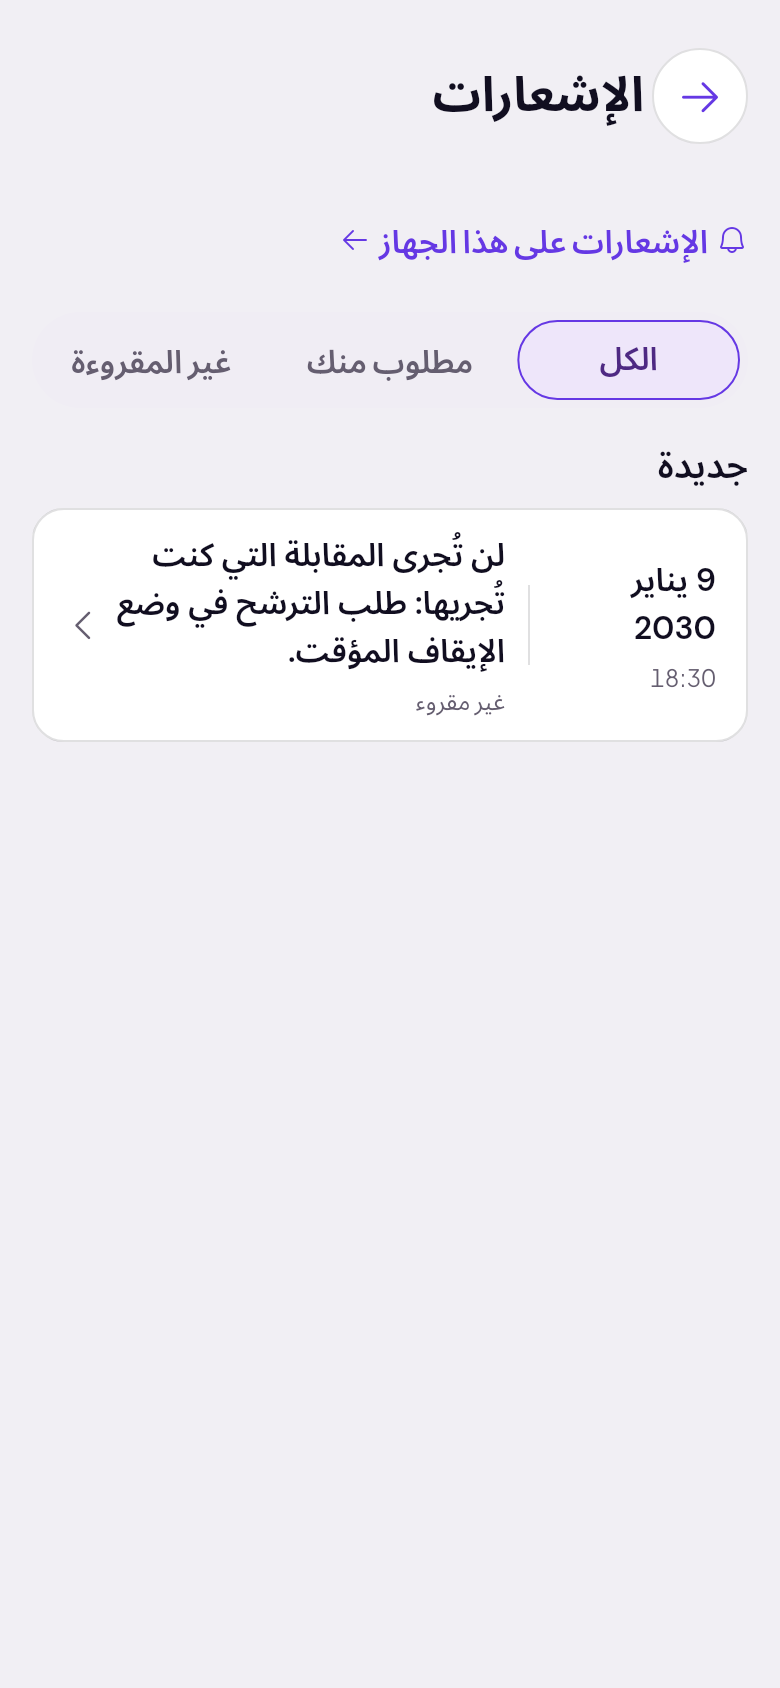 الإشعارات
الإشعارات على هذا الجهاز
الكل
مطلوب منك
غير المقروءة
جديدة
9 يناير
2030
18:30
لن تُجرى المقابلة التي كنت
تُجريها: طلب الترشح في وضع
الإيقاف المؤقت.
غير مقروء